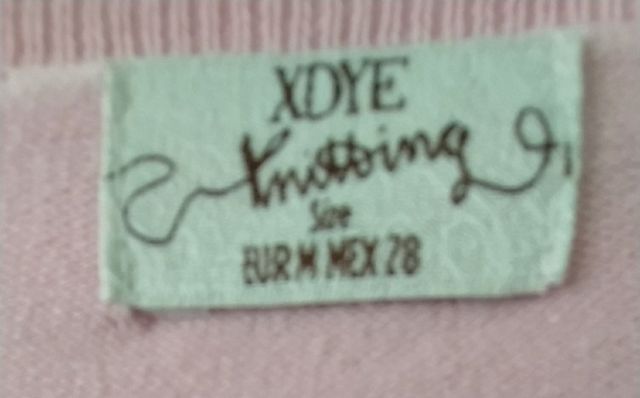 XDYE
Knitting
Size
EUR M MEX 28